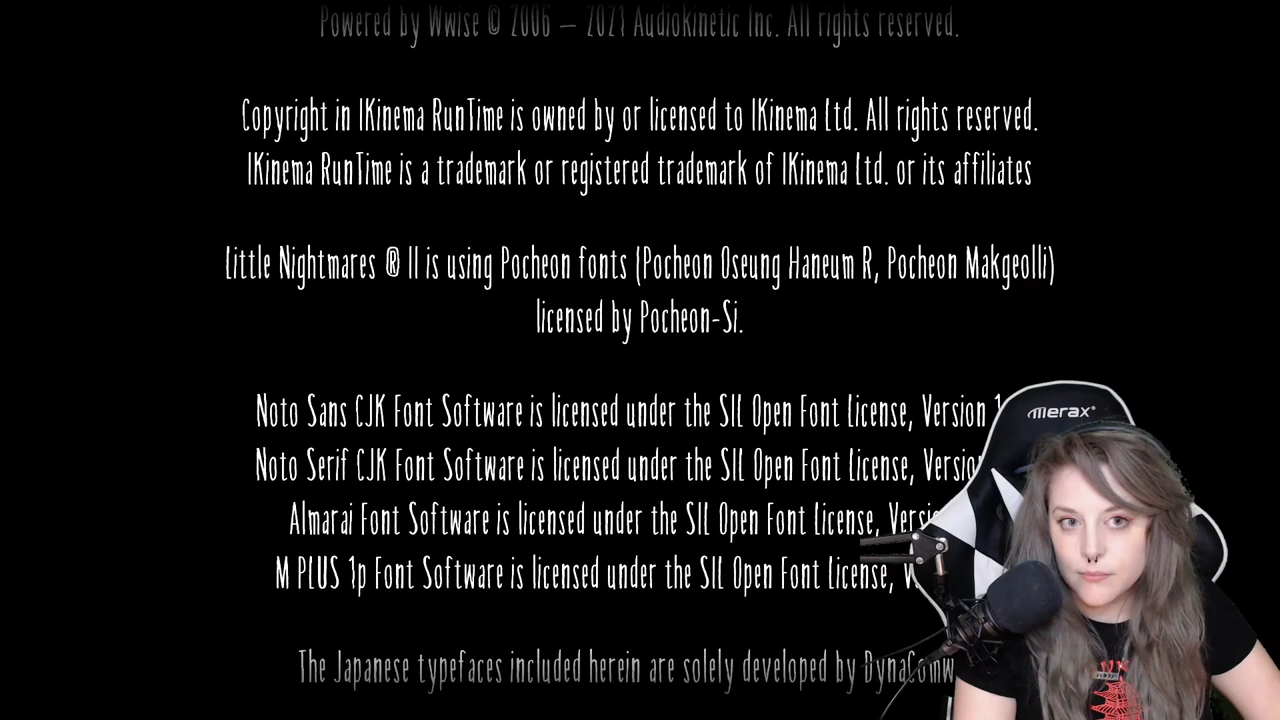 Powered by Wwise © 2006 – 2021 Audiokinetic Inc. All rights reserved.
Copyright in IKinema RunTime is owned by or licensed to IKinema Ltd. All rights reserved.
IKinema RunTime is a trademark or registered trademark of IKinema Ltd. or its affiliates
Little Nightmares ® II is using Pocheon fonts (Pocheon Oseung Haneum R, Pocheon Makgeolli)
licensed by Pocheon-Si.
Noto Sans CJK Font Software is licensed under the SIL Open Font License, Version 1
Noto Serif CJK Font Software is licensed under the SIL Open Font License,
Almarai Font Software is licensed under the SIL Open Font License,
M PLUS 1p Font Software is licensed under the SIL Open Font License,
The Japanese typefaces included herein are solely developed by
merax